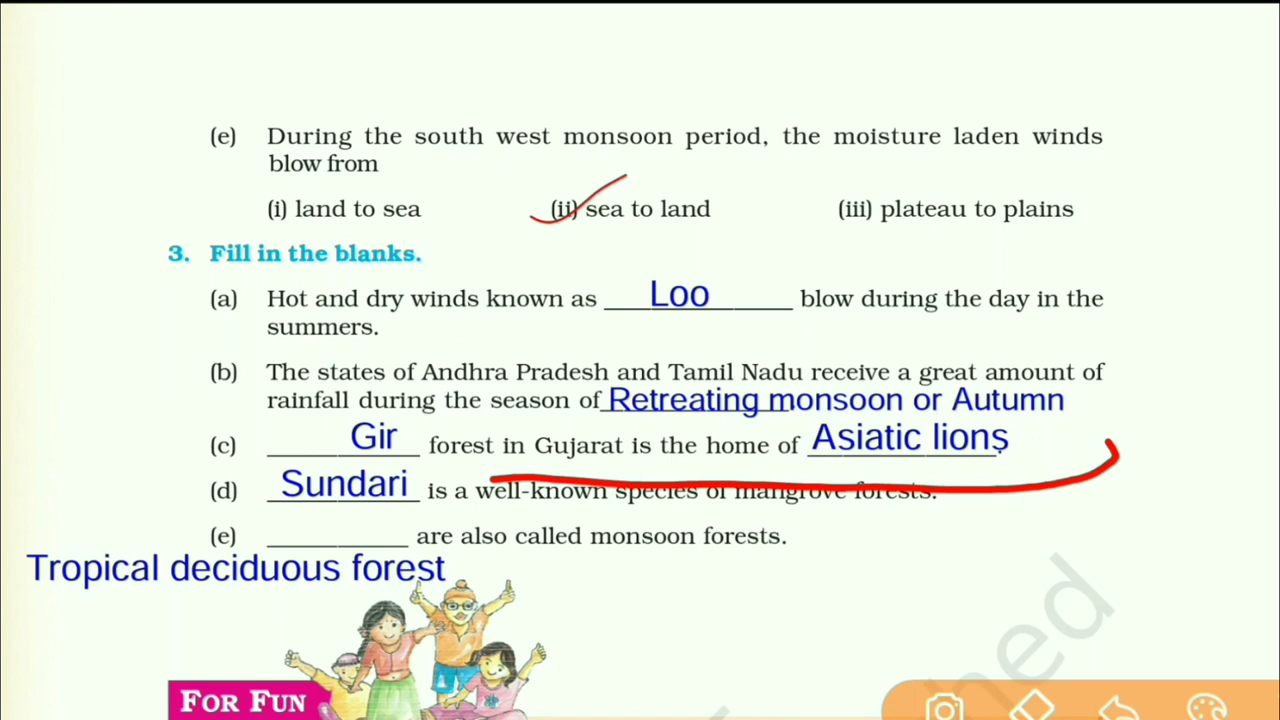 (e) During the south west monsoon period, the moisture laden winds
blow from
(i) land to sea (ii) sea to land (iii) plateau to plains
3. Fill in the blanks.
(a) Hot and dry winds known as Loo blow during the day in the
summers.
(b) The states of Andhra Pradesh and Tamil Nadu receive a great amount of
rainfall during the season of Retreating monsoon or Autumn
(c) Gir forest in Gujarat is the home of Asiatic lions.
(d) Sundari is a well-known species of mangrove forests.
(e) ____________ are also called monsoon forests.
Tropical deciduous forest
FOR FUN